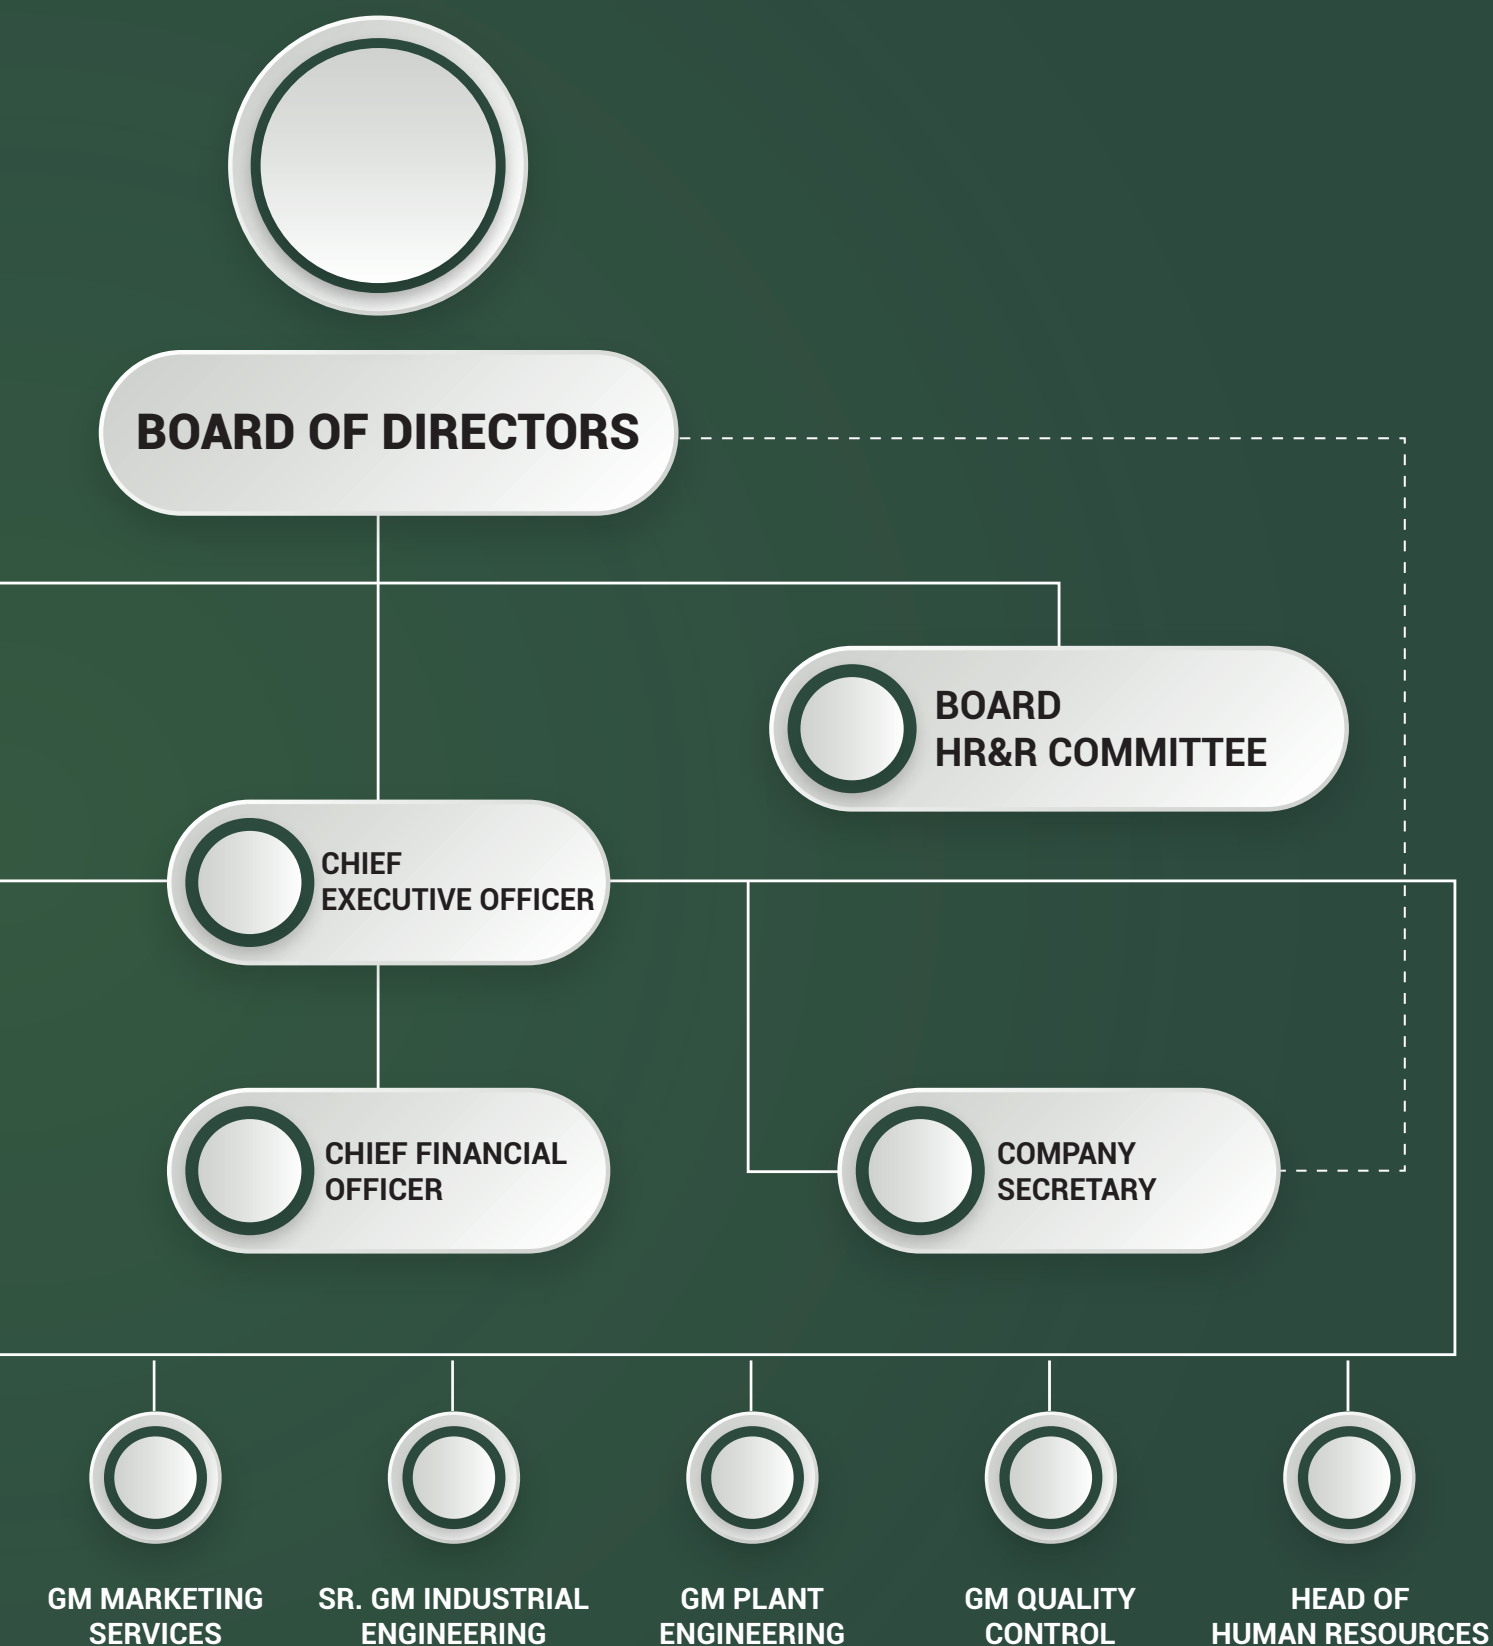 BOARD OF DIRECTORS
BOARD
HR&R COMMITTEE
CHIEF
EXECUTIVE OFFICER
CHIEF FINANCIAL
OFFICER
COMPANY
SECRETARY
GM MARKETING
SERVICES
SR. GM INDUSTRIAL
ENGINEERING
GM PLANT
ENGINEERING
GM QUALITY
CONTROL
HEAD OF
HUMAN RESOURCES